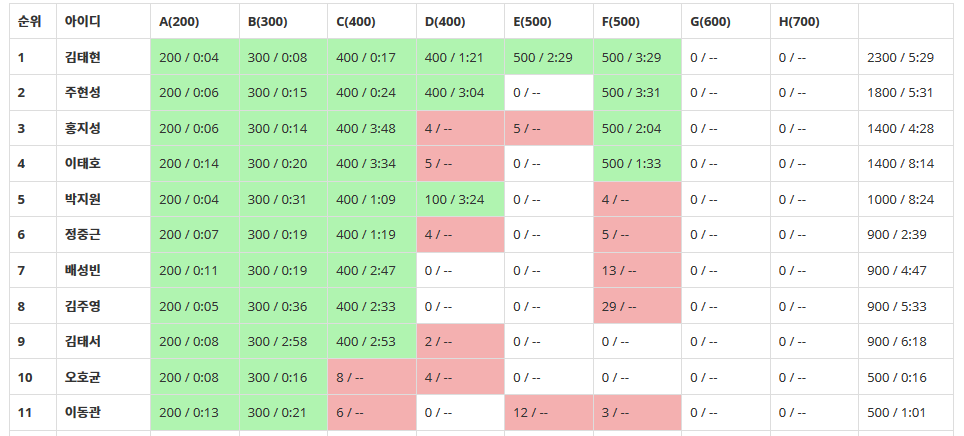 순위 아이디 A(200) B(300) C(400) D(400) E(500) F(500) G(600) H(700)
1 김태현 200 / 0:04 300 / 0:08 400 / 0:17 400 / 1:21 500 / 2:29 500 / 3:29 0 / -- 0 / -- 2300 / 5:29
2 주현성 200 / 0:06 300 / 0:15 400 / 0:24 400 / 3:04 0 / -- 500 / 3:31 0 / -- 0 / -- 1800 / 5:31
3 홍지성 200 / 0:06 300 / 0:14 400 / 3:48 4 / -- 5 / -- 500 / 2:04 0 / -- 0 / -- 1400 / 4:28
4 이태호 200 / 0:14 300 / 0:20 400 / 3:34 5 / -- 0 / -- 500 / 1:33 0 / -- 0 / -- 1400 / 8:14
5 박지원 200 / 0:04 300 / 0:31 400 / 1:09 100 / 3:24 0 / -- 4 / -- 0 / -- 0 / -- 1000 / 8:24
6 정중근 200 / 0:07 300 / 0:19 400 / 1:19 4 / -- 0 / -- 5 / -- 0 / -- 0 / -- 900 / 2:39
7 배성빈 200 / 0:11 300 / 0:19 400 / 2:47 0 / -- 0 / -- 13 / -- 0 / -- 0 / -- 900 / 4:47
8 김주영 200 / 0:05 300 / 0:36 400 / 2:33 0 / -- 0 / -- 29 / -- 0 / -- 0 / -- 900 / 5:33
9 김태서 200 / 0:08 300 / 2:58 400 / 2:53 2 / -- 0 / -- 0 / -- 0 / -- 0 / -- 900 / 6:18
10 오호균 200 / 0:08 300 / 0:16 8 / -- 4 / -- 0 / -- 0 / -- 0 / -- 0 / -- 500 / 0:16
11 이동관 200 / 0:13 300 / 0:21 6 / -- 0 / -- 12 / -- 3 / -- 0 / -- 0 / -- 500 / 1:01